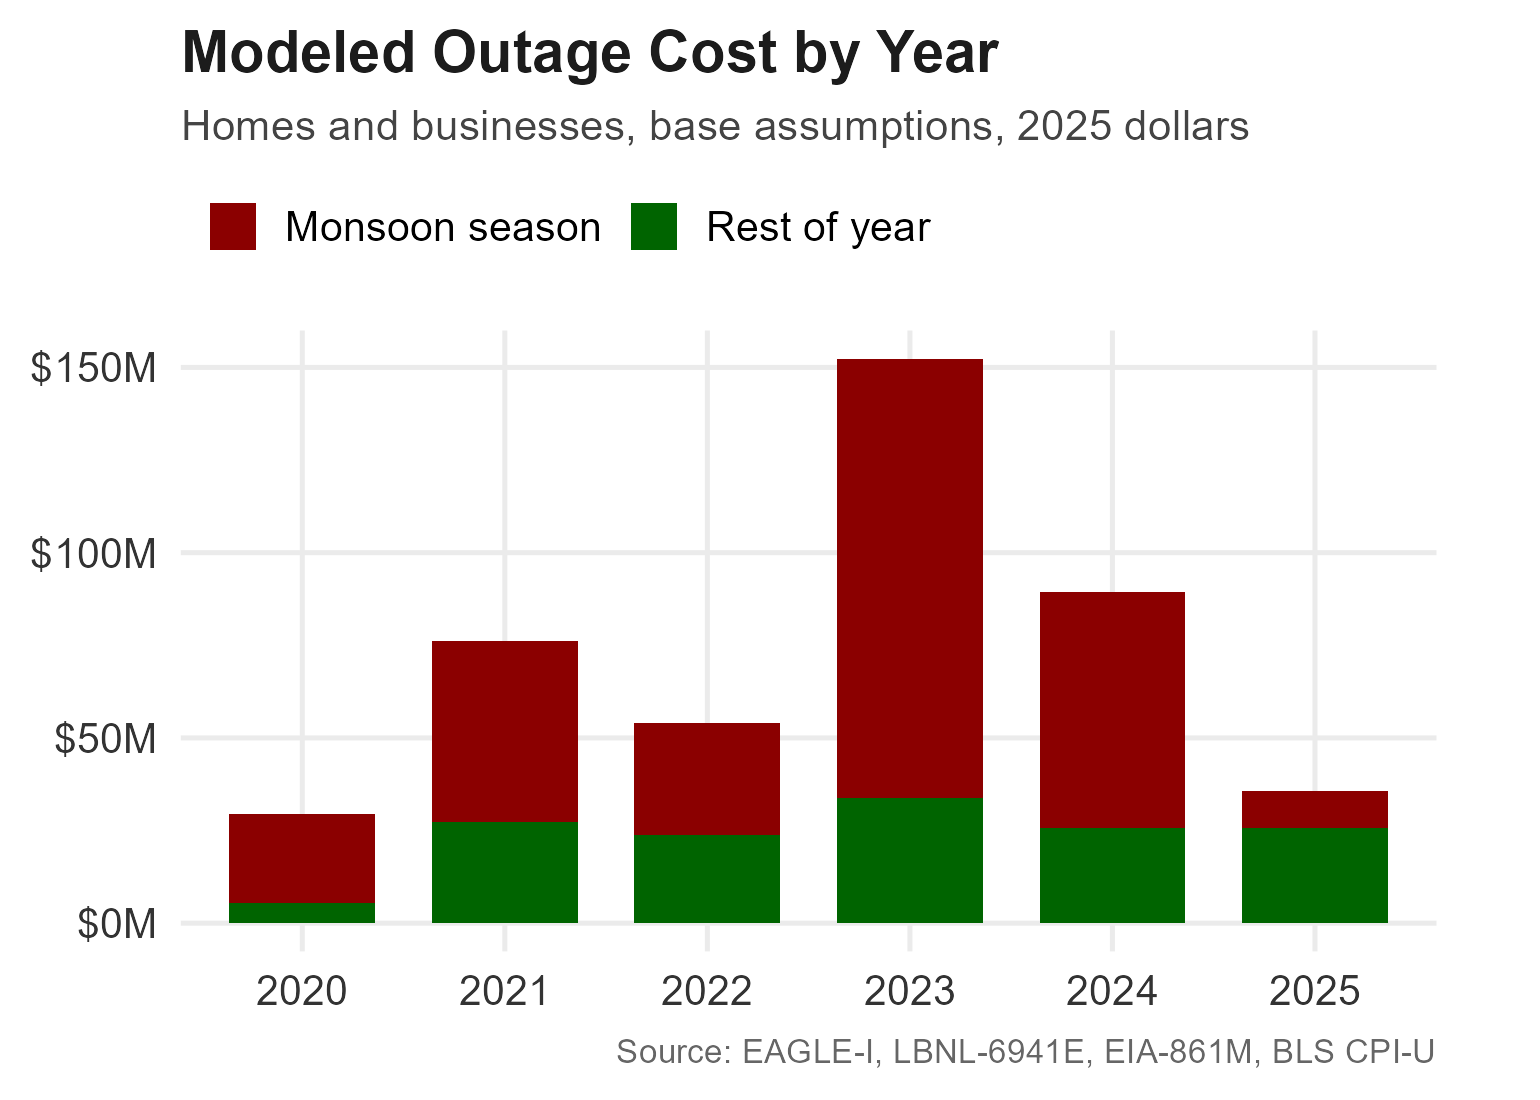 Modeled Outage Cost by Year
Homes and businesses, base assumptions, 2025 dollars
Monsoon season Rest of year
$150M
$100M
$50M
$0M
2020 2021 2022 2023 2024 2025
Source: EAGLE-I, LBNL-6941E, EIA-861M, BLS CPI-U